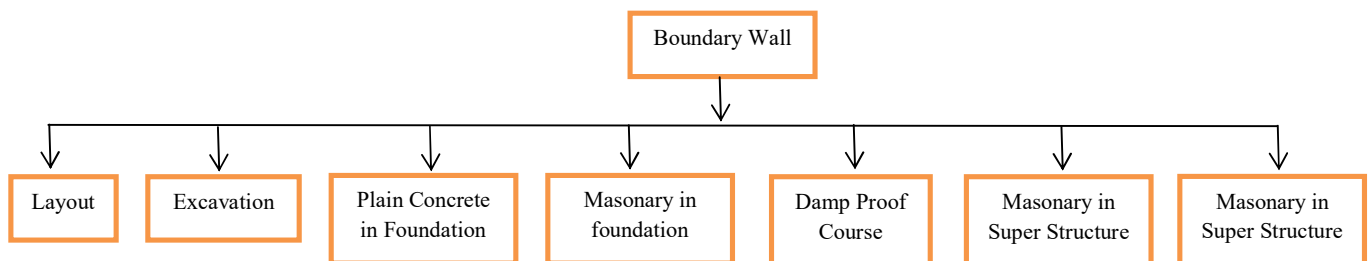 Boundary Wall
Layout
Excavation
Plain Concrete
in Foundation
Masonary in
foundation
Damp Proof
Course
Masonary in
Super Structure
Masonary in
Super Structure